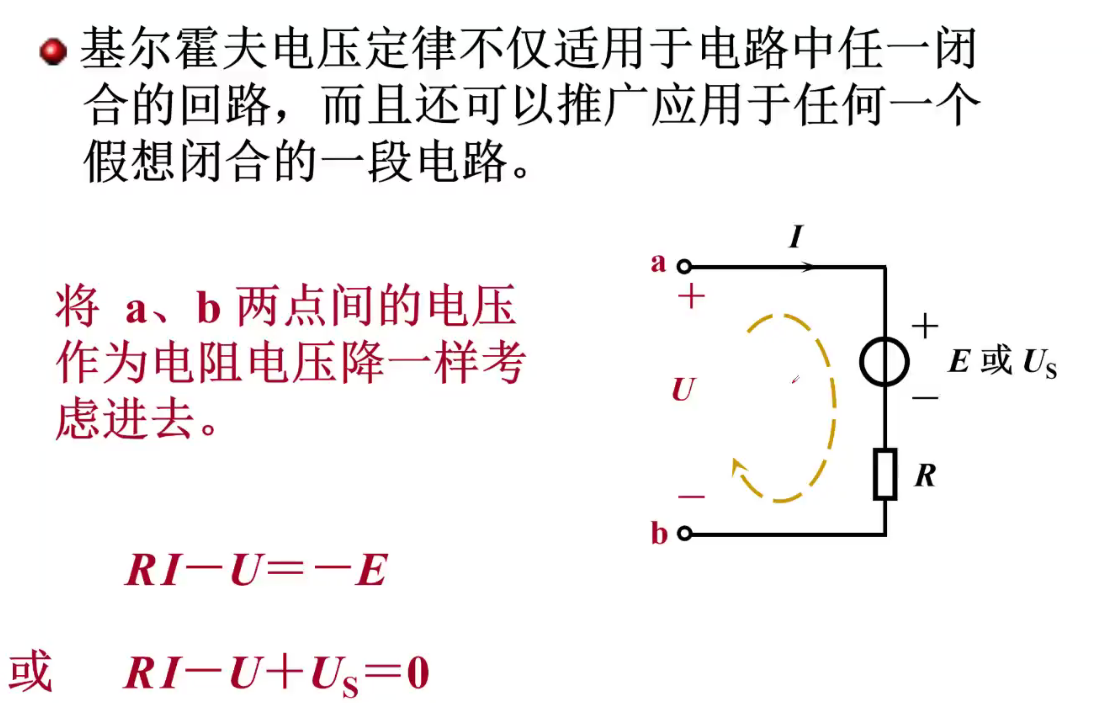 基尔霍夫电压定律不仅适用于电路中任一闭
合的回路，而且还可以推广应用于任何一个
假想闭合的一段电路。
将 a、b 两点间的电压
作为电阻电压降一样考
虑进去。
I
a
+
+
E 或 US
U
−
R
−
b
RI－U＝－E
或 RI－U＋US＝0